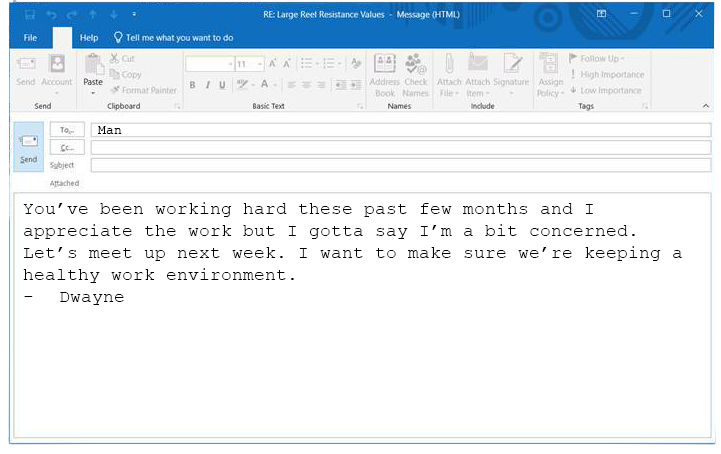 RE: Large Reel Resistance Values - Message (HTML)
File Help Tell me what you want to do
Cut
Copy
Format Painter
Send Account Paste
11
B I U A
Address Book
Check Names
Attach File
Attach Item
Signature
Assign Policy
Follow Up
High Importance
Low Importance
Send Clipboard Basic Text Names Include Tags
To... Man
Cc...
Send
Subject
Attached
You've been working hard these past few months and I
appreciate the work but I gotta say I'm a bit concerned.
Let's meet up next week. I want to make sure we're keeping a
healthy work environment.
- Dwayne